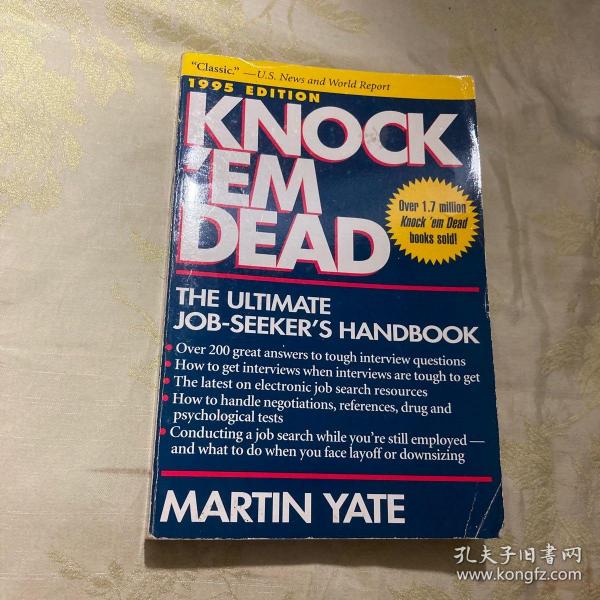 "Classic." —U.S. News and World Report
1995 EDITION
KNOCK
'EM
DEAD
Over 1.7 million
Knock 'em Dead
books sold!
THE ULTIMATE
JOB-SEEKER'S HANDBOOK
• Over 200 great answers to tough interview questions
• How to get interviews when interviews are tough to get
• The latest on electronic job search resources
• How to handle negotiations, references, drug and
psychological tests
• Conducting a job search while you're still employed —
and what to do when you face layoff or downsizing
MARTIN YATE
孔夫子旧书网
www.kongfz.com